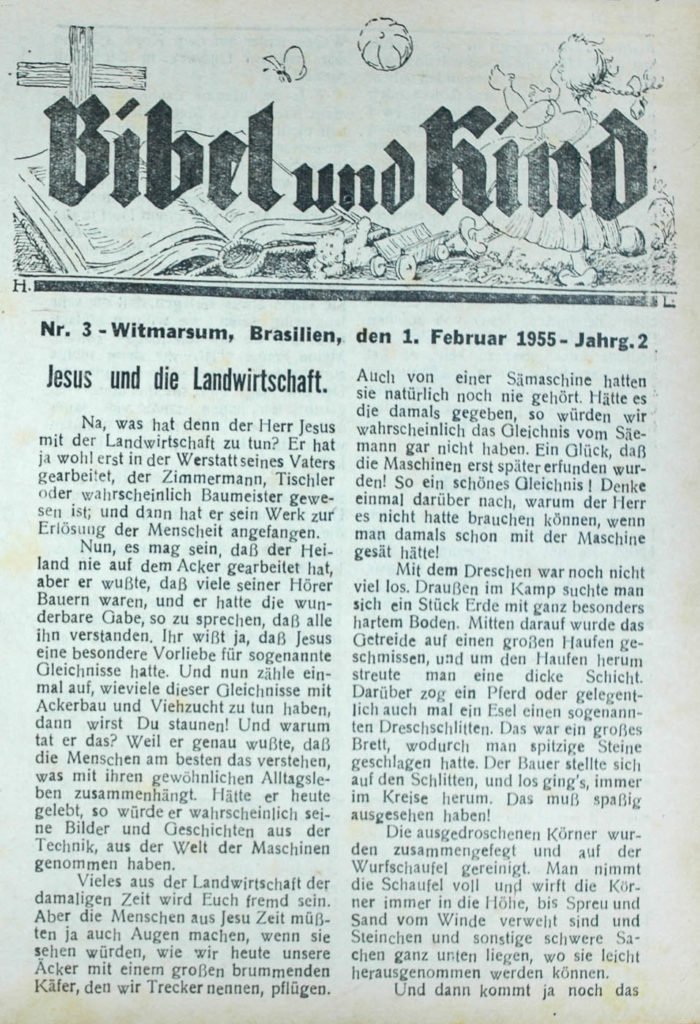 Bibel und Kind
H. L.
Nr. 3 - Witmarsum, Brasilien, den 1. Februar 1955 - Jahrg. 2
Jesus und die Landwirtschaft.
Na, was hat denn der Herr Jesus
mit der Landwirtschaft zu tun? Er hat
ja wohl erst in der Werstatt seines Vaters
gearbeitet, der Zimmermann, Tischler
oder wahrscheinlich Baumeister gewe-
sen ist; und dann hat er sein Werk zur
Erlösung der Menscheit angefangen.
Nun, es mag sein, daß der Hei-
land nie auf dem Acker gearbeitet hat,
aber er wußte, daß viele seiner Hörer
Bauern waren, und er hatte die wun-
derbare Gabe, so zu sprechen, daß alle
ihn verstanden. Ihr wißt ja, daß Jesus
eine besondere Vorliebe für sogenannte
Gleichnisse hatte. Und nun zähle ein-
mal auf, wieviele dieser Gleichnisse mit
Ackerbau und Viehzucht zu tun haben,
dann wirst Du staunen! Und warum
tat er das? Weil er genau wußte, daß
die Menschen am besten das verstehen,
was mit ihren gewöhnlichen Alltagsle-
ben zusammenhängt. Hätte er heute
gelebt, so würde er wahrscheinlich sei-
ne Bilder und Geschichten aus der
Technik, aus der Welt der Maschinen
genommen haben.
Vieles aus der Landwirtschaft der
damaligen Zeit wird Euch fremd sein.
Aber die Menschen aus Jesu Zeit müß-
ten ja auch Augen machen, wenn sie
sehen würden, wie wir heute unsere
Äcker mit einem großen brummenden
Käfer, den wir Trecker nennen, pflügen.
Auch von einer Sämaschine hatten
sie natürlich noch nie gehört. Hätte es
die damals gegeben, so würden wir
wahrscheinlich das Gleichnis vom Säe-
mann gar nicht haben. Ein Glück, daß
die Maschinen erst später erfunden wur-
den! So ein schönes Gleichnis! Denke
einmal darüber nach, warum der Herr
es nicht hatte brauchen können, wenn
man damals schon mit der Maschine
gesät hätte!
Mit dem Dreschen war noch nicht
viel los. Draußen im Kamp suchte man
sich ein Stück Erde mit ganz besonders
hartem Boden. Mitten darauf wurde das
Getreide auf einen großen Haufen ge-
schmissen, und um den Haufen herum
streute man eine dicke Schicht.
Darüber zog ein Pferd oder gelegent-
lich auch mal ein Esel einen sogenann-
ten Dreschschlitten. Das war ein großes
Brett, wodurch man spitzige Steine
geschlagen hatte. Der Bauer stellte sich
auf den Schlitten, und los ging's, immer
im Kreise herum. Das muß spaßig
ausgesehen haben!
Die ausgedroschenen Körner wur-
den zusammengefegt und auf der
Wurfschaufel gereinigt. Man nimmt
die Schaufel voll und wirft die Kör-
ner immer in die Höhe, bis Spreu und
Sand vom Winde verweht sind und
Steinchen und sonstige schwere Sa-
chen ganz unten liegen, wo sie leicht
herausgenommen werden können.
Und dann kommt ja noch das